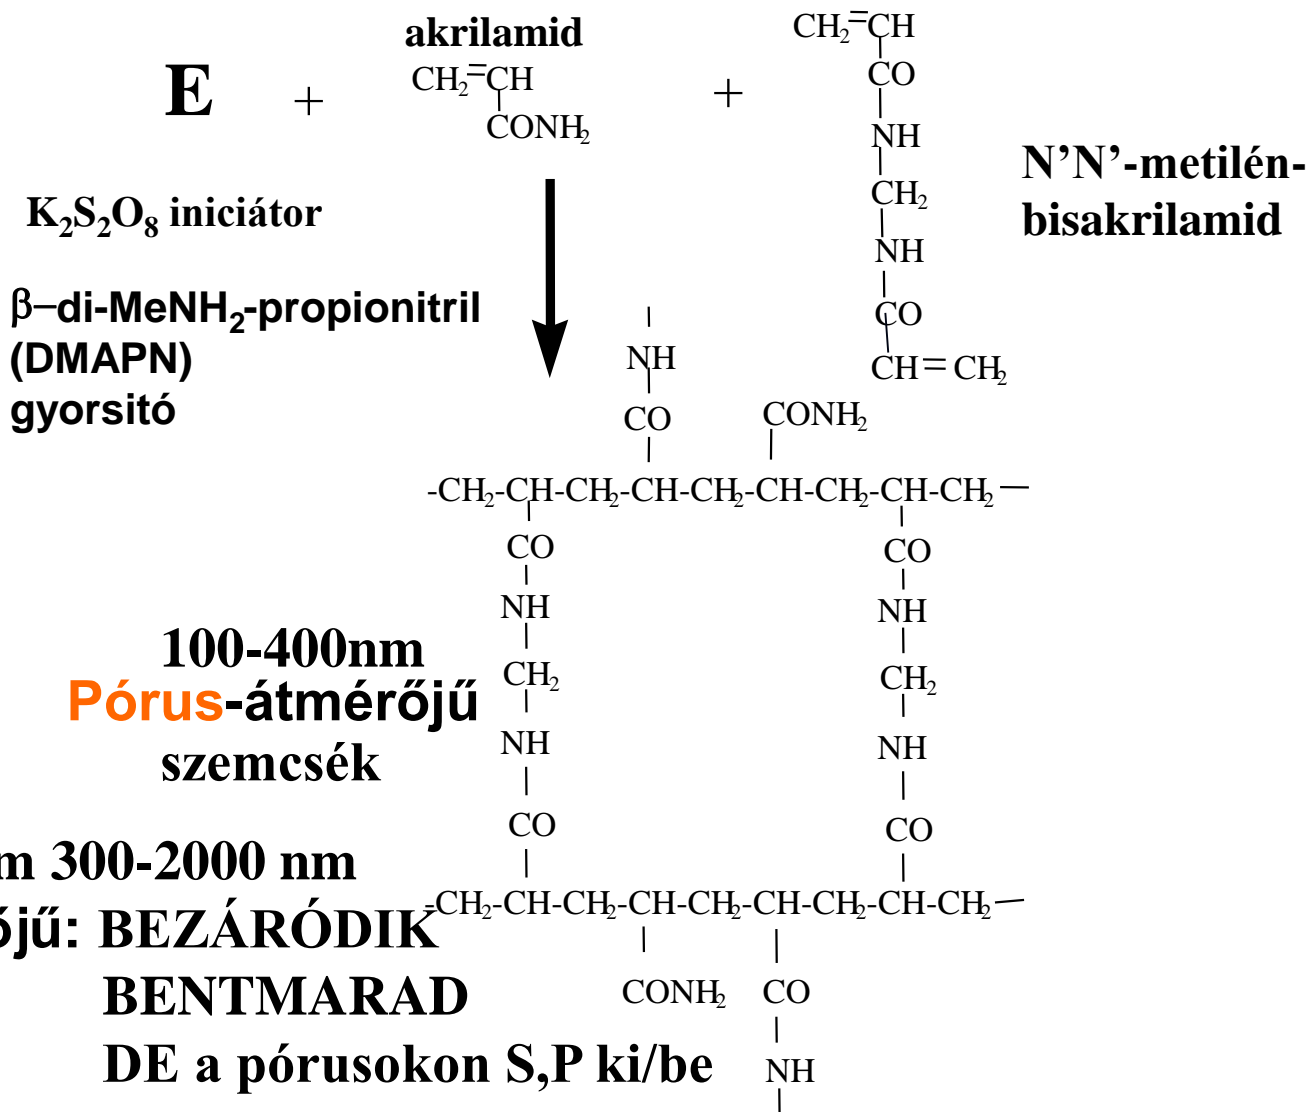 akrilamid
E + CH₂=CH +
CONH₂
CH₂=CH
CO
NH
CH₂
NH
CO
CH=CH₂
N’N’-metilén-
bisakrilamid
K₂S₂O₈ iniciátor
β–di-MeNH₂-propionitril
(DMAPN)
gyorsitó
NH
CO CONH₂
-CH₂-CH-CH₂-CH-CH₂-CH-CH₂-CH-CH₂—
CO CO
NH NH
CH₂ CH₂
NH NH
CO CO
100-400nm
Pórus-átmérőjű
szemcsék
m 300-2000 nm
őjű: BEZÁRÓDIK
BENTMARAD
DE a pórusokon S,P ki/be
-CH₂-CH-CH₂-CH-CH₂-CH-CH₂-CH-CH₂—
CONH₂ CO
NH